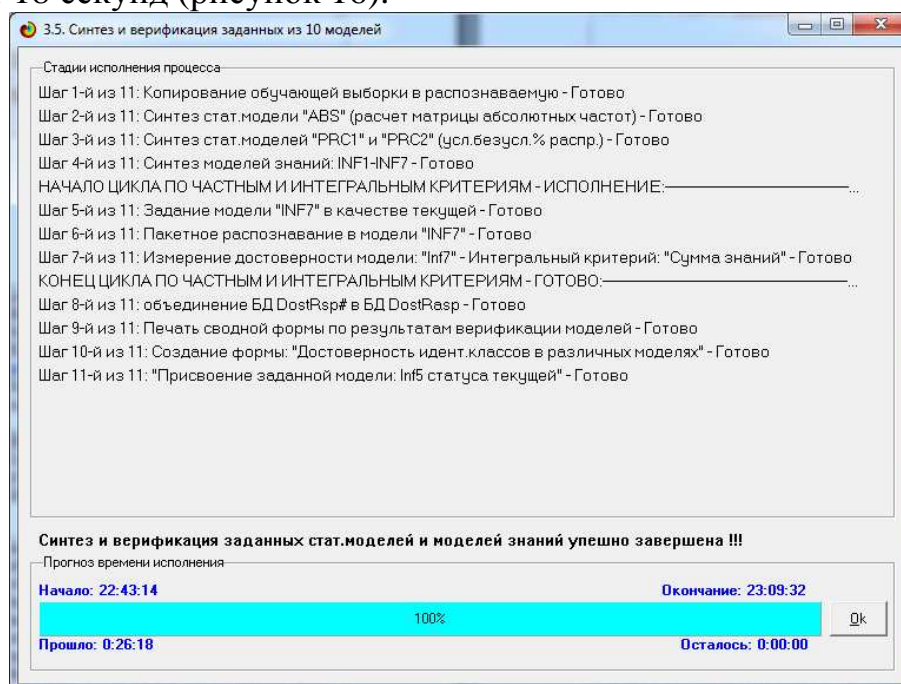 18 секунд (рисунок 18).
3.5. Синтез и верификация заданных из 10 моделей
Стадии исполнения процесса
Шаг 1-й из 11: Копирование обучающей выборки в распознаваемую - Готово
Шаг 2-й из 11: Синтез стат.модели "ABS" (расчет матрицы абсолютных частот) - Готово
Шаг 3-й из 11: Синтез стат.моделей "PRC1" и "PRC2" (усл.безусл.% распр.) - Готово
Шаг 4-й из 11: Синтез моделей знаний: INF1-INF7 - Готово
НАЧАЛО ЦИКЛА ПО ЧАСТНЫМ И ИНТЕГРАЛЬНЫМ КРИТЕРИЯМ - ИСПОЛНЕНИЕ:————————...
Шаг 5-й из 11: Задание модели "INF7" в качестве текущей - Готово
Шаг 6-й из 11: Пакетное распознавание в модели "INF7" - Готово
Шаг 7-й из 11: Измерение достоверности модели: "Inf7" - Интегральный критерий: "Сумма знаний" - Готово
КОНЕЦ ЦИКЛА ПО ЧАСТНЫМ И ИНТЕГРАЛЬНЫМ КРИТЕРИЯМ - ГОТОВО:————————...
Шаг 8-й из 11: объединение БД DostRsp# в БД DostRasp - Готово
Шаг 9-й из 11: Печать сводной формы по результатам верификации моделей - Готово
Шаг 10-й из 11: Создание формы: "Достоверность идент.классов в различных моделях" - Готово
Шаг 11-й из 11: "Присвоение заданной модели: Inf5 статуса текущей" - Готово
Синтез и верификация заданных стат.моделей и моделей знаний упешно завершена !!!
Прогноз времени исполнения
Начало: 22:43:14 Окончание: 23:09:32
100% Ok
Прошло: 0:26:18 Осталось: 0:00:00